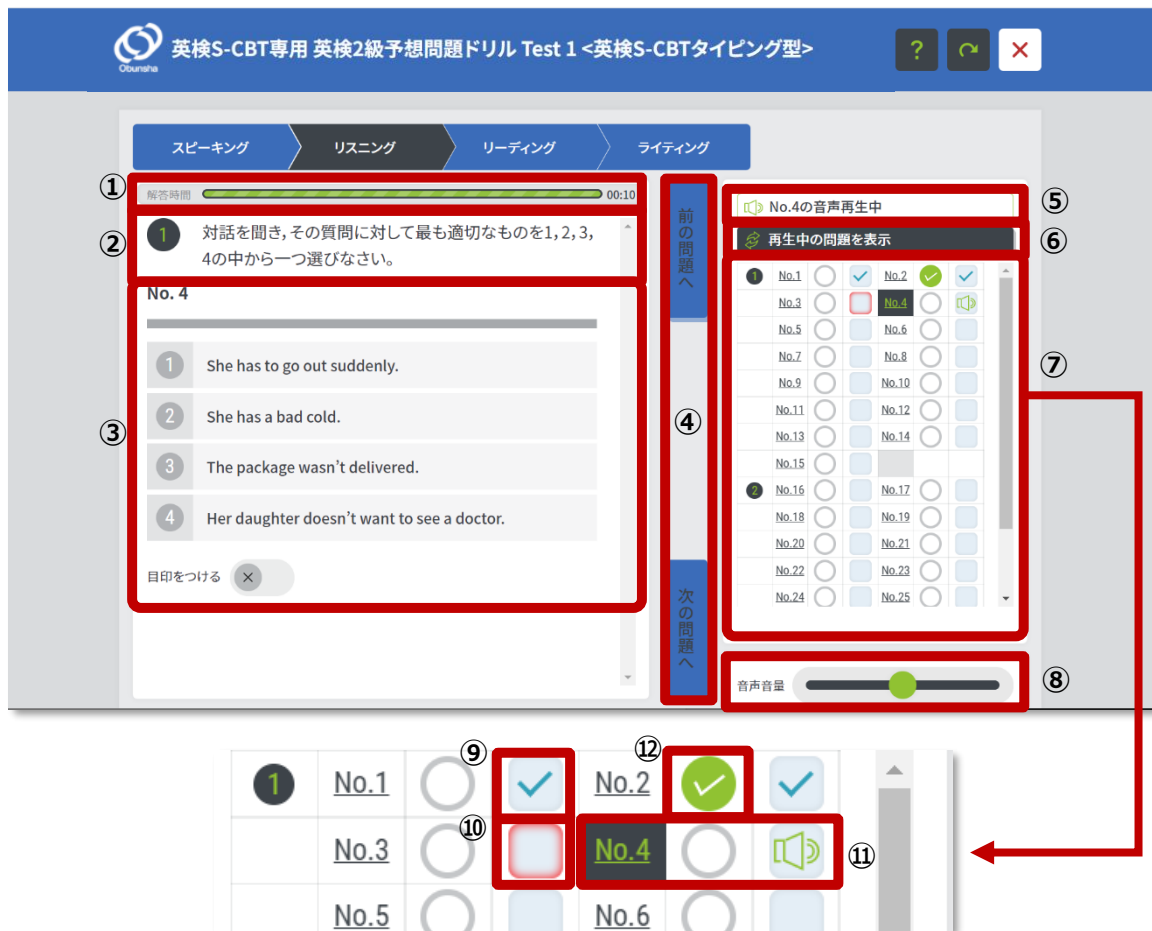 Obunsha
英検S-CBT専用 英検2級予想問題ドリル Test 1 <英検S-CBTタイピング型>
?
スピーキング
リスニング
リーディング
ライティング
①
解答時間
00:10
②
1
対話を聞き，その質問に対して最も適切なものを1，2，3，
4の中から一つ選びなさい。
③
No. 4
1 She has to go out suddenly.
2 She has a bad cold.
3 The package wasn’t delivered.
4 Her daughter doesn’t want to see a doctor.
目印をつける
④
前の問題へ
次の問題へ
No.4の音声再生中
⑤
再生中の問題を表示
⑥
⑦
1 No.1 No.2
No.3 No.4
No.5 No.6
No.7 No.8
No.9 No.10
No.11 No.12
No.13 No.14
No.15
2 No.16 No.17
No.18 No.19
No.20 No.21
No.22 No.23
No.24 No.25
音声音量
⑧
⑨ ⑫
1 No.1 No.2
⑩
No.3 No.4
⑪
No.5 No.6